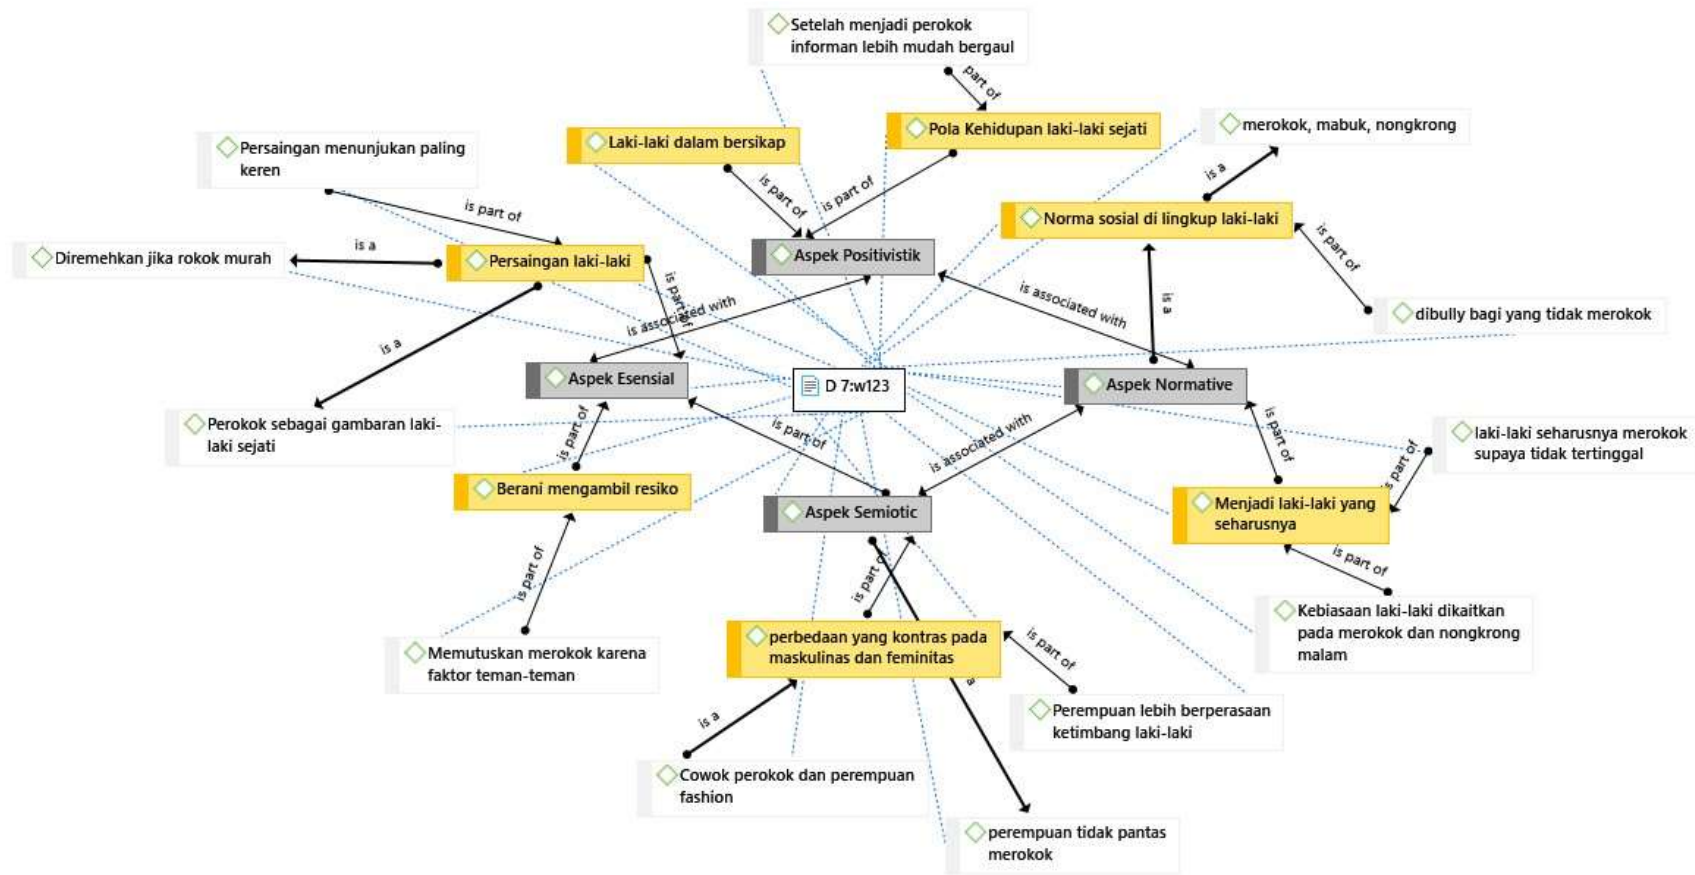 Setelah menjadi perokok
informan lebih mudah bergaul
part of
Laki-laki dalam bersikap
Pola Kehidupan laki-laki sejati
merokok, mabuk, nongkrong
Persaingan menunjukan paling
keren
is part of
is part of
is part of
is a
Norma sosial di lingkup laki-laki
is part of
Diremehkan jika rokok murah
is a
Persaingan laki-laki
Aspek Positivistik
is part of
is associated with
is associated with
is a
dibully bagi yang tidak merokok
is a
Aspek Esensial
D 7:w123
Aspek Normative
Perokok sebagai gambaran laki-
laki sejati
is part of
is part of
is associated with
is part of
laki-laki seharusnya merokok
supaya tidak tertinggal
is part of
Berani mengambil resiko
Aspek Semiotic
Menjadi laki-laki yang
seharusnya
is part of
is part of
is part of
Kebiasaan laki-laki dikaitkan
pada merokok dan nongkrong
malam
Memutuskan merokok karena
faktor teman-teman
perbedaan yang kontras pada
maskulinas dan feminitas
is part of
is a
a
Perempuan lebih berperasaan
ketimbang laki-laki
Cowok perokok dan perempuan
fashion
perempuan tidak pantas
merokok